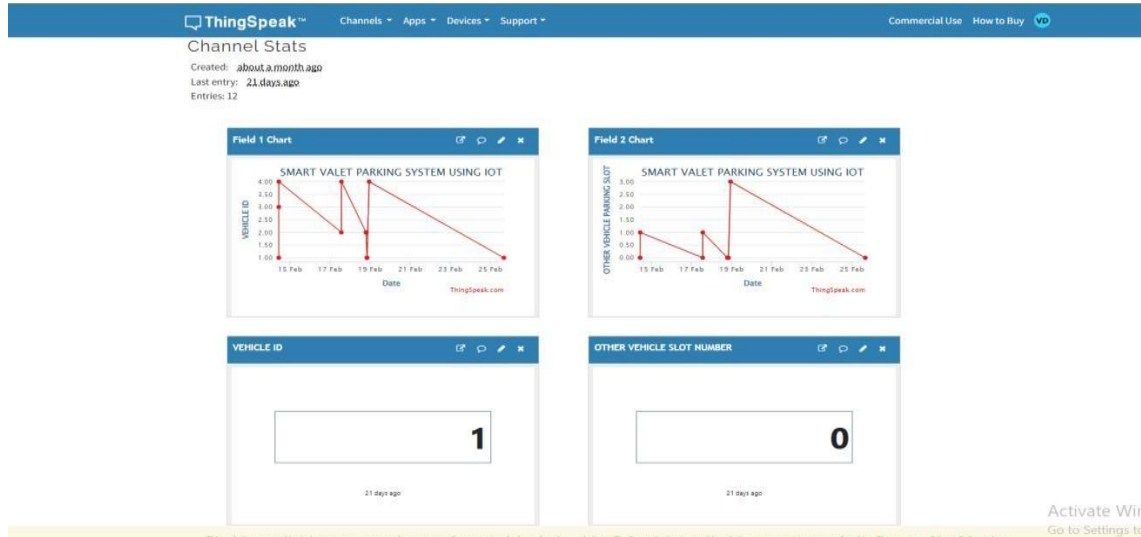 ThingSpeak™ Channels Apps Devices Support Commercial Use How to Buy VD
Channel Stats
Created: about a month ago
Last entry: 21 days ago
Entries: 12
Field 1 Chart
SMART VALET PARKING SYSTEM USING IOT
VEHICLE ID
4.00
3.50
3.00
2.50
2.00
1.50
1.00
15 Feb 17 Feb 19 Feb 21 Feb 23 Feb 25 Feb
Date
ThingSpeak.com
Field 2 Chart
SMART VALET PARKING SYSTEM USING IOT
OTHER VEHICLE PARKING SLOT
3.00
2.50
2.00
1.50
1.00
0.50
0.00
15 Feb 17 Feb 19 Feb 21 Feb 23 Feb 25 Feb
Date
ThingSpeak.com
VEHICLE ID
1
21 days ago
OTHER VEHICLE SLOT NUMBER
0
21 days ago
Activate Win
Go to Settings to